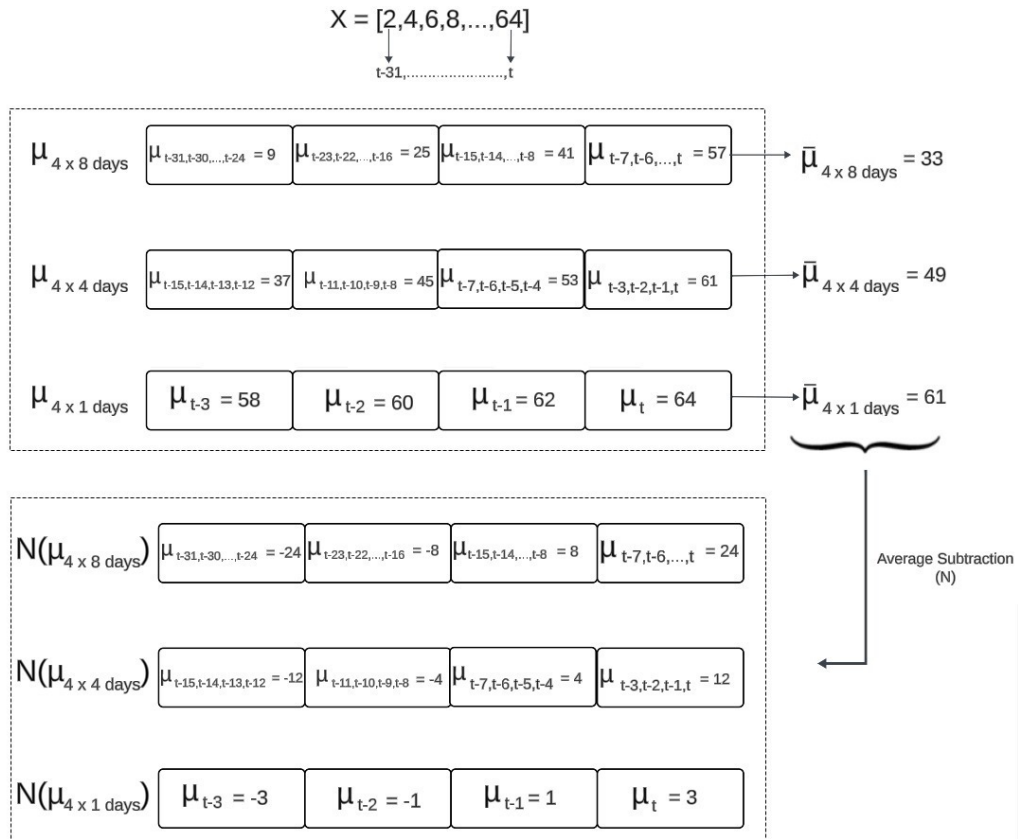 X = [2,4,6,8,...,64]
t-31,........................,t
μ 4 x 8 days μ t-31,t-30,...,t-24 = 9 μ t-23,t-22,...,t-16 = 25 μ t-15,t-14,...,t-8 = 41 μ t-7,t-6,...,t = 57 μ̄ 4 x 8 days = 33
μ 4 x 4 days μ t-15,t-14,t-13,t-12 = 37 μ t-11,t-10,t-9,t-8 = 45 μ t-7,t-6,t-5,t-4 = 53 μ t-3,t-2,t-1,t = 61 μ̄ 4 x 4 days = 49
μ 4 x 1 days μ t-3 = 58 μ t-2 = 60 μ t-1 = 62 μ t = 64 μ̄ 4 x 1 days = 61
N(μ 4 x 8 days) μ t-31,t-30,...,t-24 = -24 μ t-23,t-22,...,t-16 = -8 μ t-15,t-14,...,t-8 = 8 μ t-7,t-6,...,t = 24
Average Subtraction
(N)
N(μ 4 x 4 days) μ t-15,t-14,t-13,t-12 = -12 μ t-11,t-10,t-9,t-8 = -4 μ t-7,t-6,t-5,t-4 = 4 μ t-3,t-2,t-1,t = 12
N(μ 4 x 1 days) μ t-3 = -3 μ t-2 = -1 μ t-1 = 1 μ t = 3